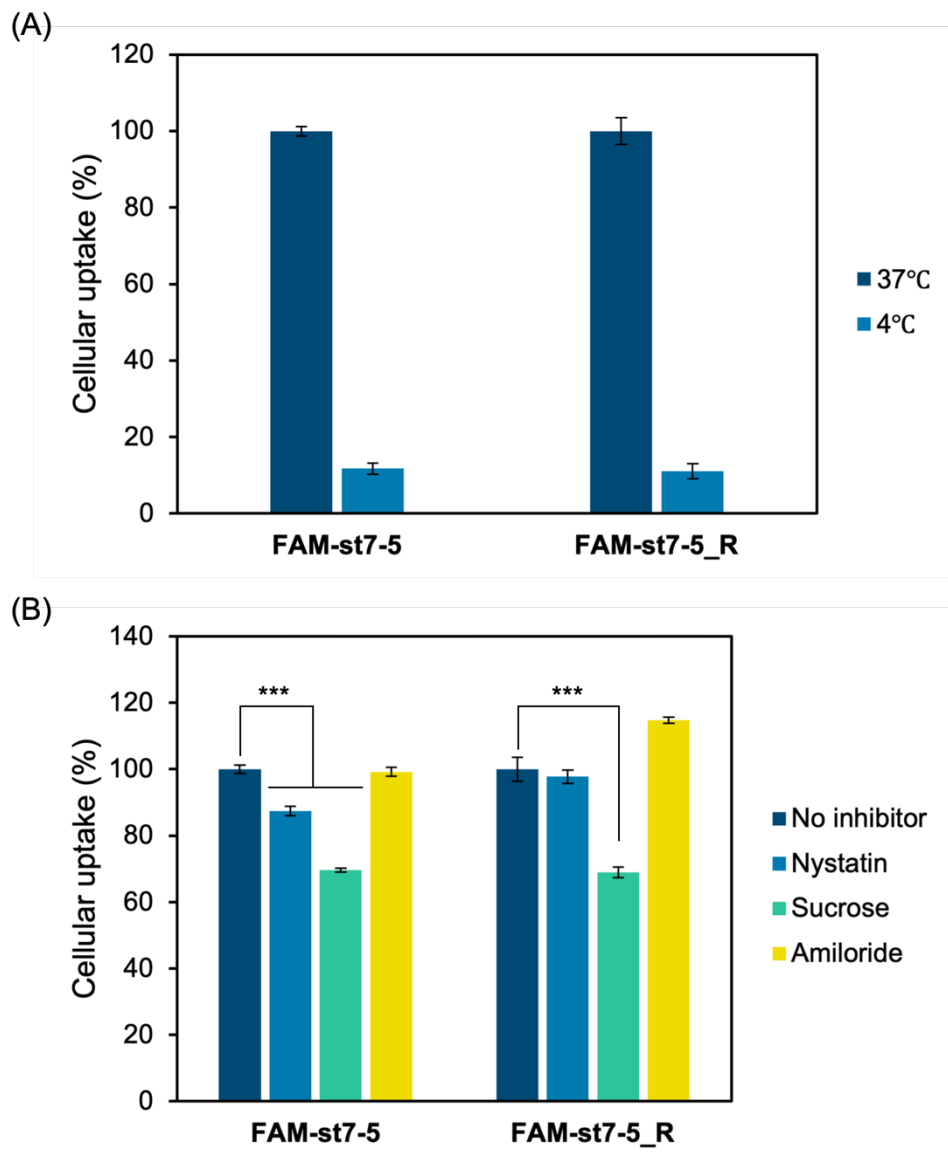 (A)
120
100
80
60
40
20
0
Cellular uptake (%)
FAM-st7-5
FAM-st7-5_R
37℃
4℃
(B)
140
120
100
80
60
40
20
0
Cellular uptake (%)
***
***
FAM-st7-5
FAM-st7-5_R
No inhibitor
Nystatin
Sucrose
Amiloride